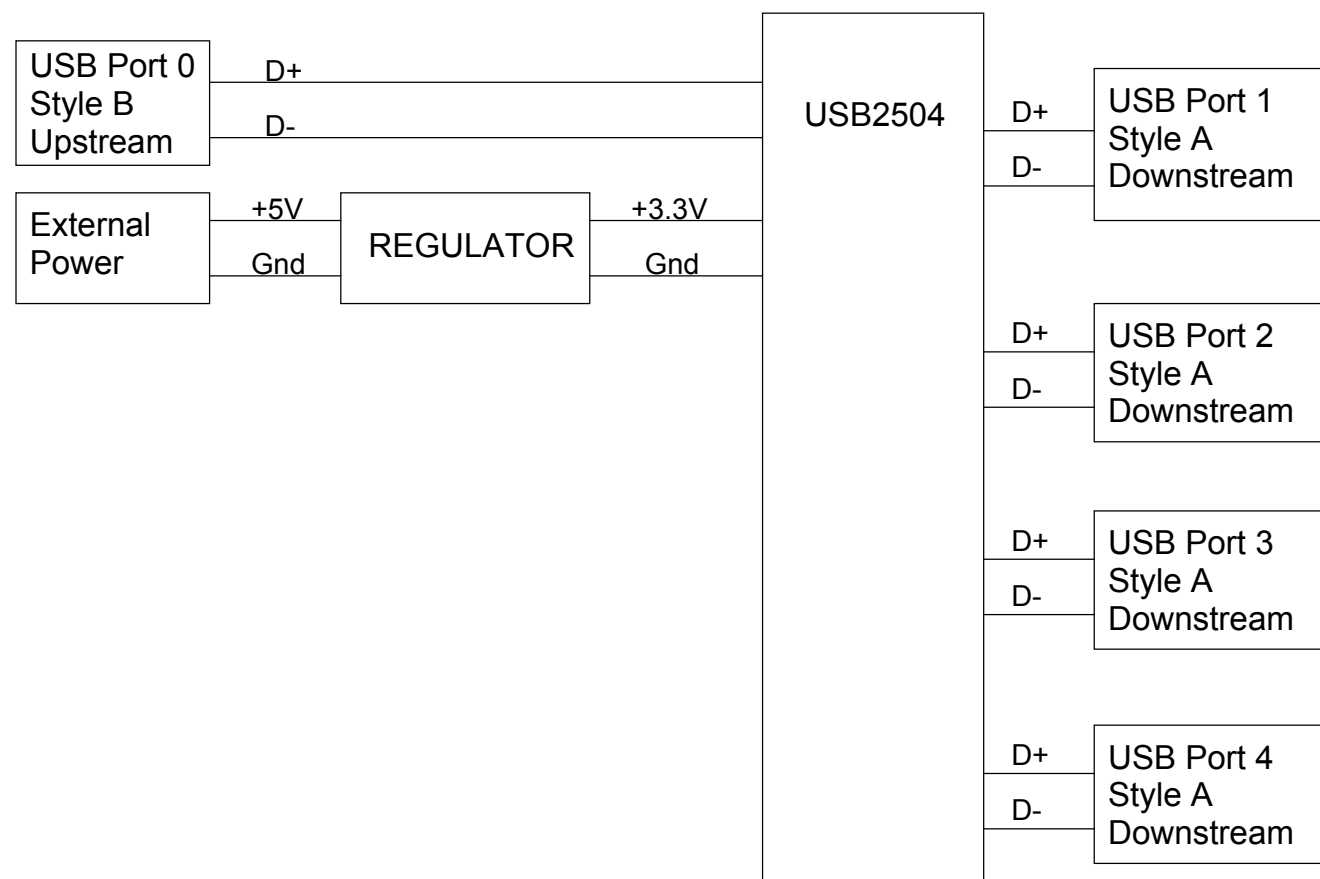 USB Port 0
Style B
Upstream
D+
D-
External
Power
+5V
Gnd
REGULATOR
+3.3V
Gnd
USB2504
D+
D-
USB Port 1
Style A
Downstream
D+
D-
USB Port 2
Style A
Downstream
D+
D-
USB Port 3
Style A
Downstream
D+
D-
USB Port 4
Style A
Downstream